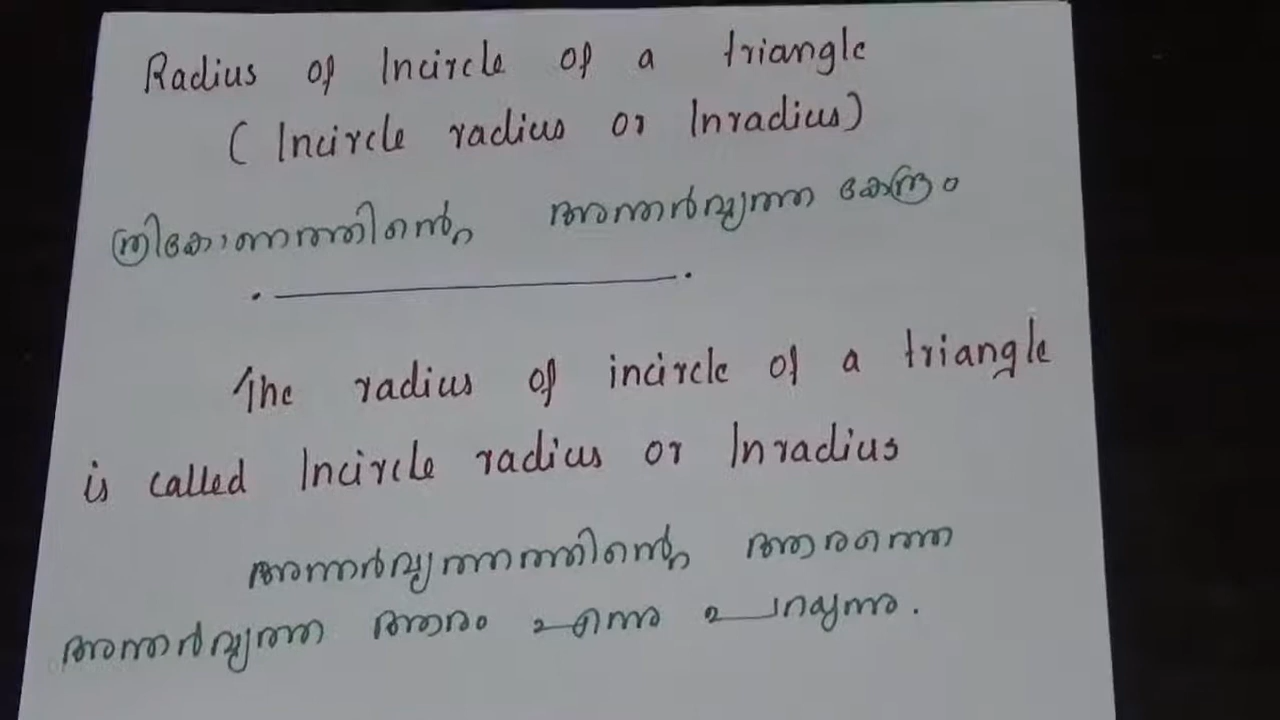 Radius of Incircle of a triangle
( Incircle radius or Inradius)
ത്രികോണത്തിന്റെ അന്തർവൃത്ത കേന്ദ്രം
The radius of incircle of a triangle
is called Incircle radius or Inradius
അന്തർവൃത്തത്തിന്റെ ആരത്തെ
അന്തർവൃത്ത ആരം എന്നു പറയുന്നു.